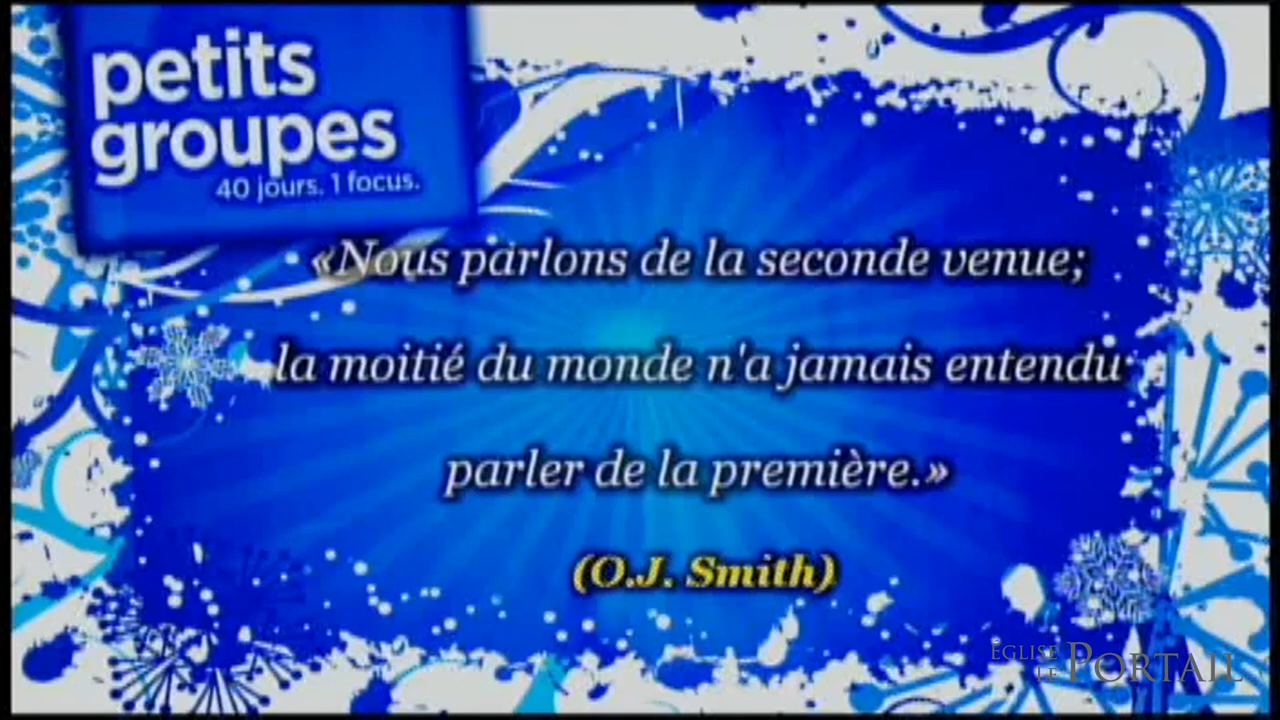 petits
groupes
40 jours. 1 focus.
«Nous parlons de la seconde venue;
la moitié du monde n'a jamais entendu
parler de la première.»
(O.J. Smith)
ÉGLISE
LE PORTAIL